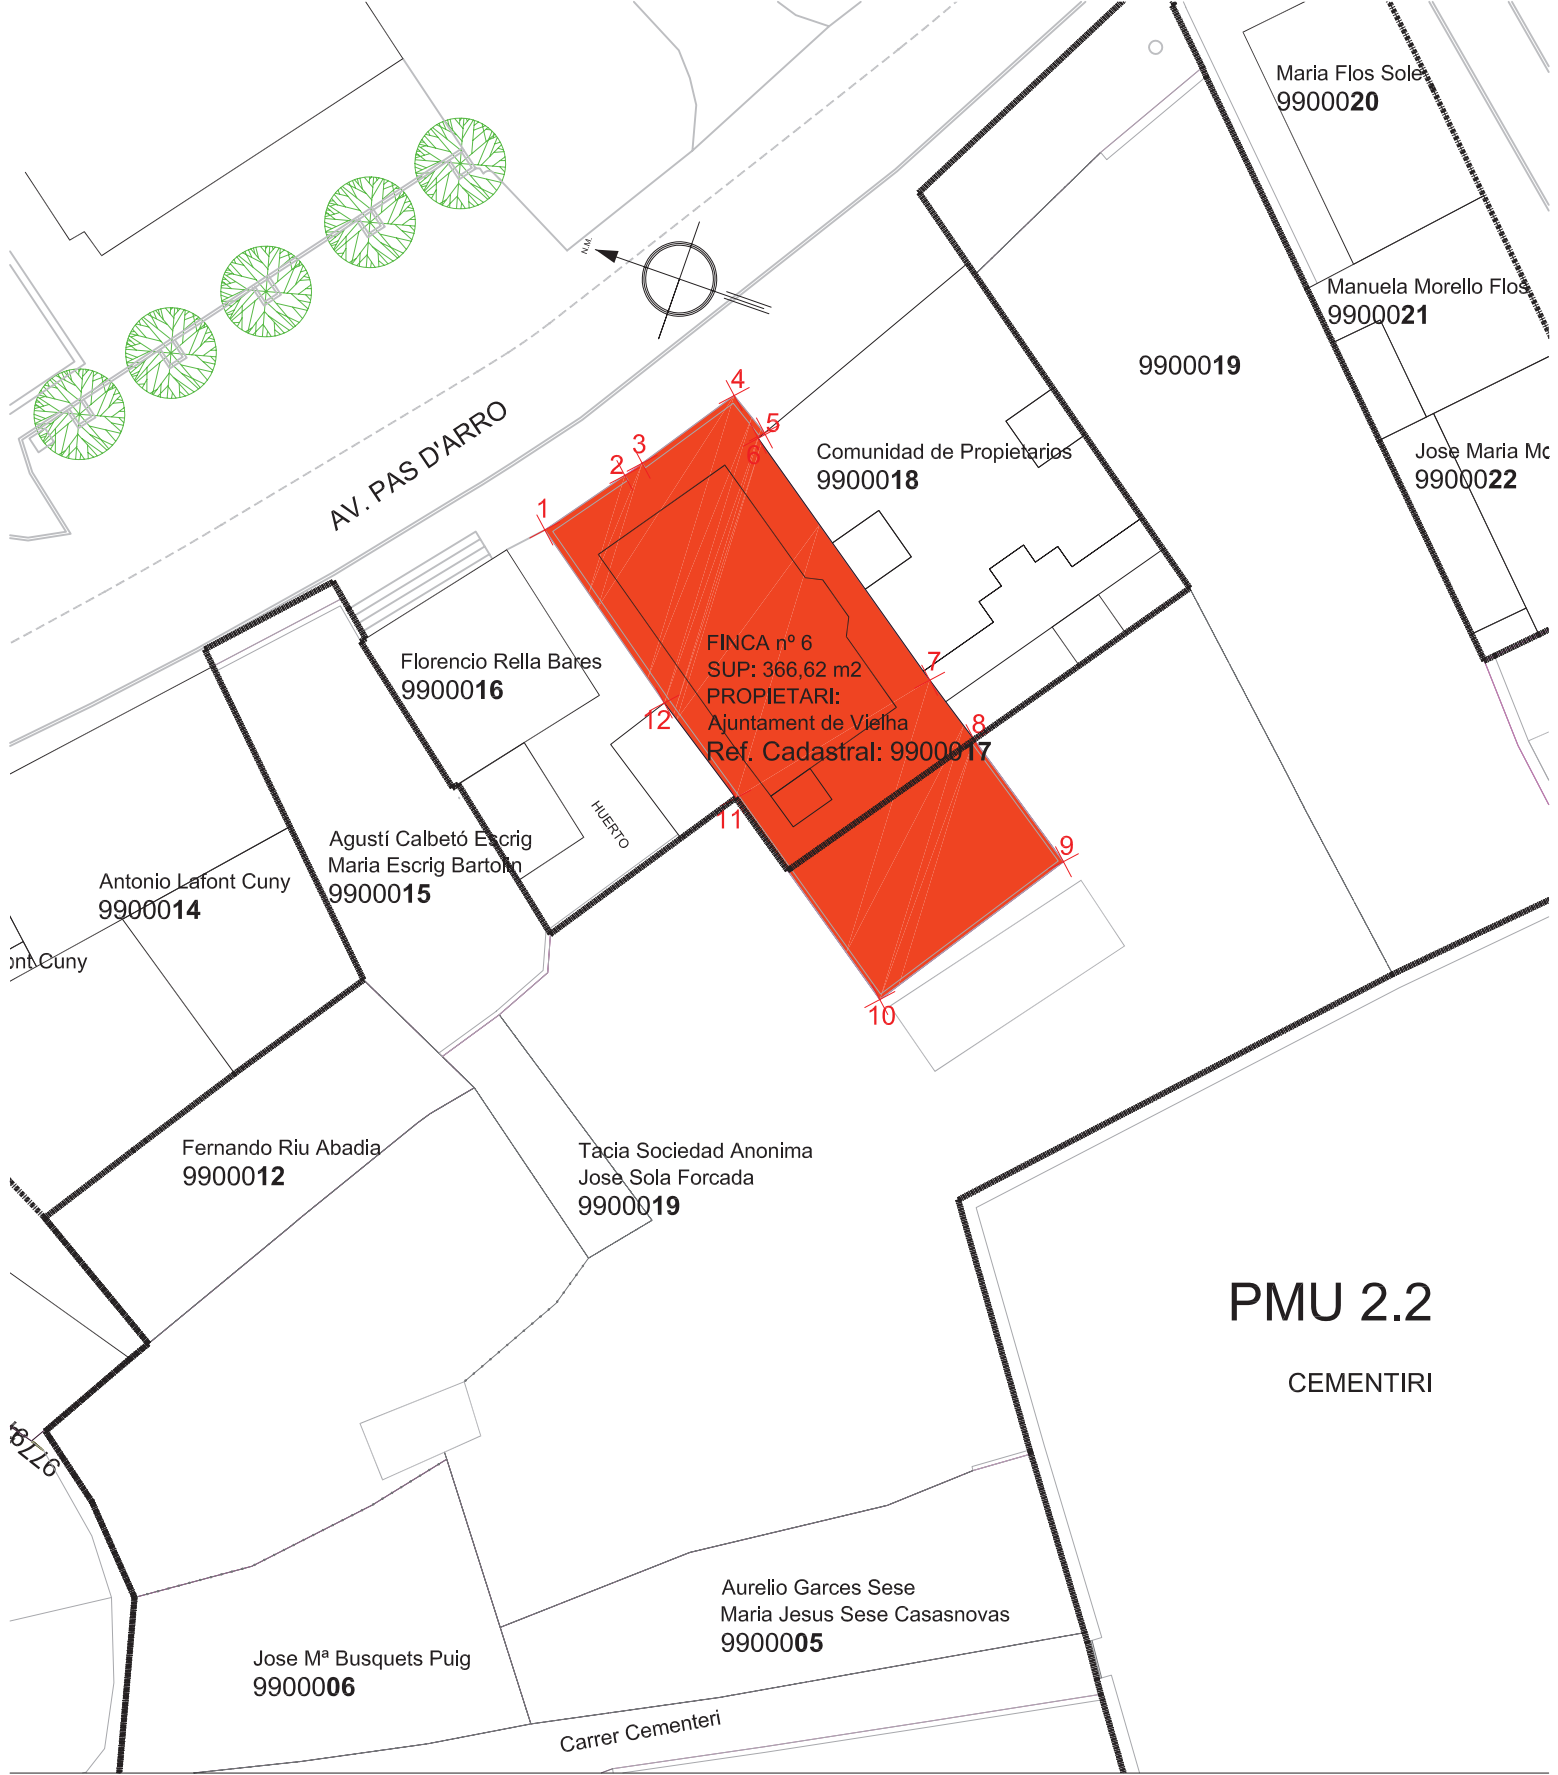 Maria Flos Sole
9900020
N.M.
Manuela Morello Flos
9900021
9900019
4
5
6
3
2
1
AV. PAS D'ARRO
Comunidad de Propietarios
9900018
Jose Maria Mo
9900022
Florencio Rella Bares
9900016
FINCA nº 6
SUP: 366,62 m2
PROPIETARI:
Ajuntament de Vielha
Ref. Cadastral: 9900017
7
8
12
11
9
10
HUERTO
Agustí Calbetó Escrig
Maria Escrig Bartolin
9900015
Antonio Lafont Cuny
9900014
ont Cuny
Fernando Riu Abadia
9900012
Tacia Sociedad Anonima
Jose Sola Forcada
9900019
PMU 2.2
CEMENTIRI
Aurelio Garces Sese
Maria Jesus Sese Casasnovas
9900005
Jose Mª Busquets Puig
9900006
Carrer Cementeri